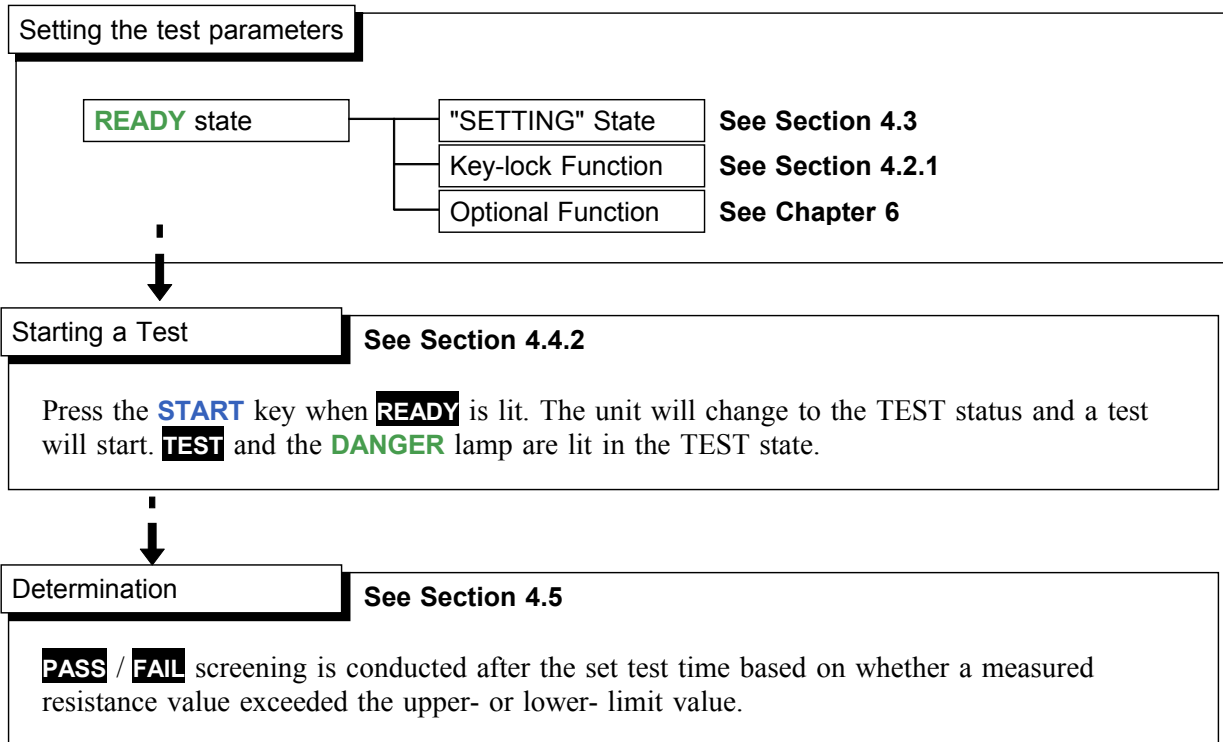 Setting the test parameters
READY state
"SETTING" State See Section 4.3
Key-lock Function See Section 4.2.1
Optional Function See Chapter 6
Starting a Test
See Section 4.4.2
Press the START key when READY is lit. The unit will change to the TEST status and a test
will start. TEST and the DANGER lamp are lit in the TEST state.
Determination
See Section 4.5
PASS / FAIL screening is conducted after the set test time based on whether a measured
resistance value exceeded the upper- or lower- limit value.